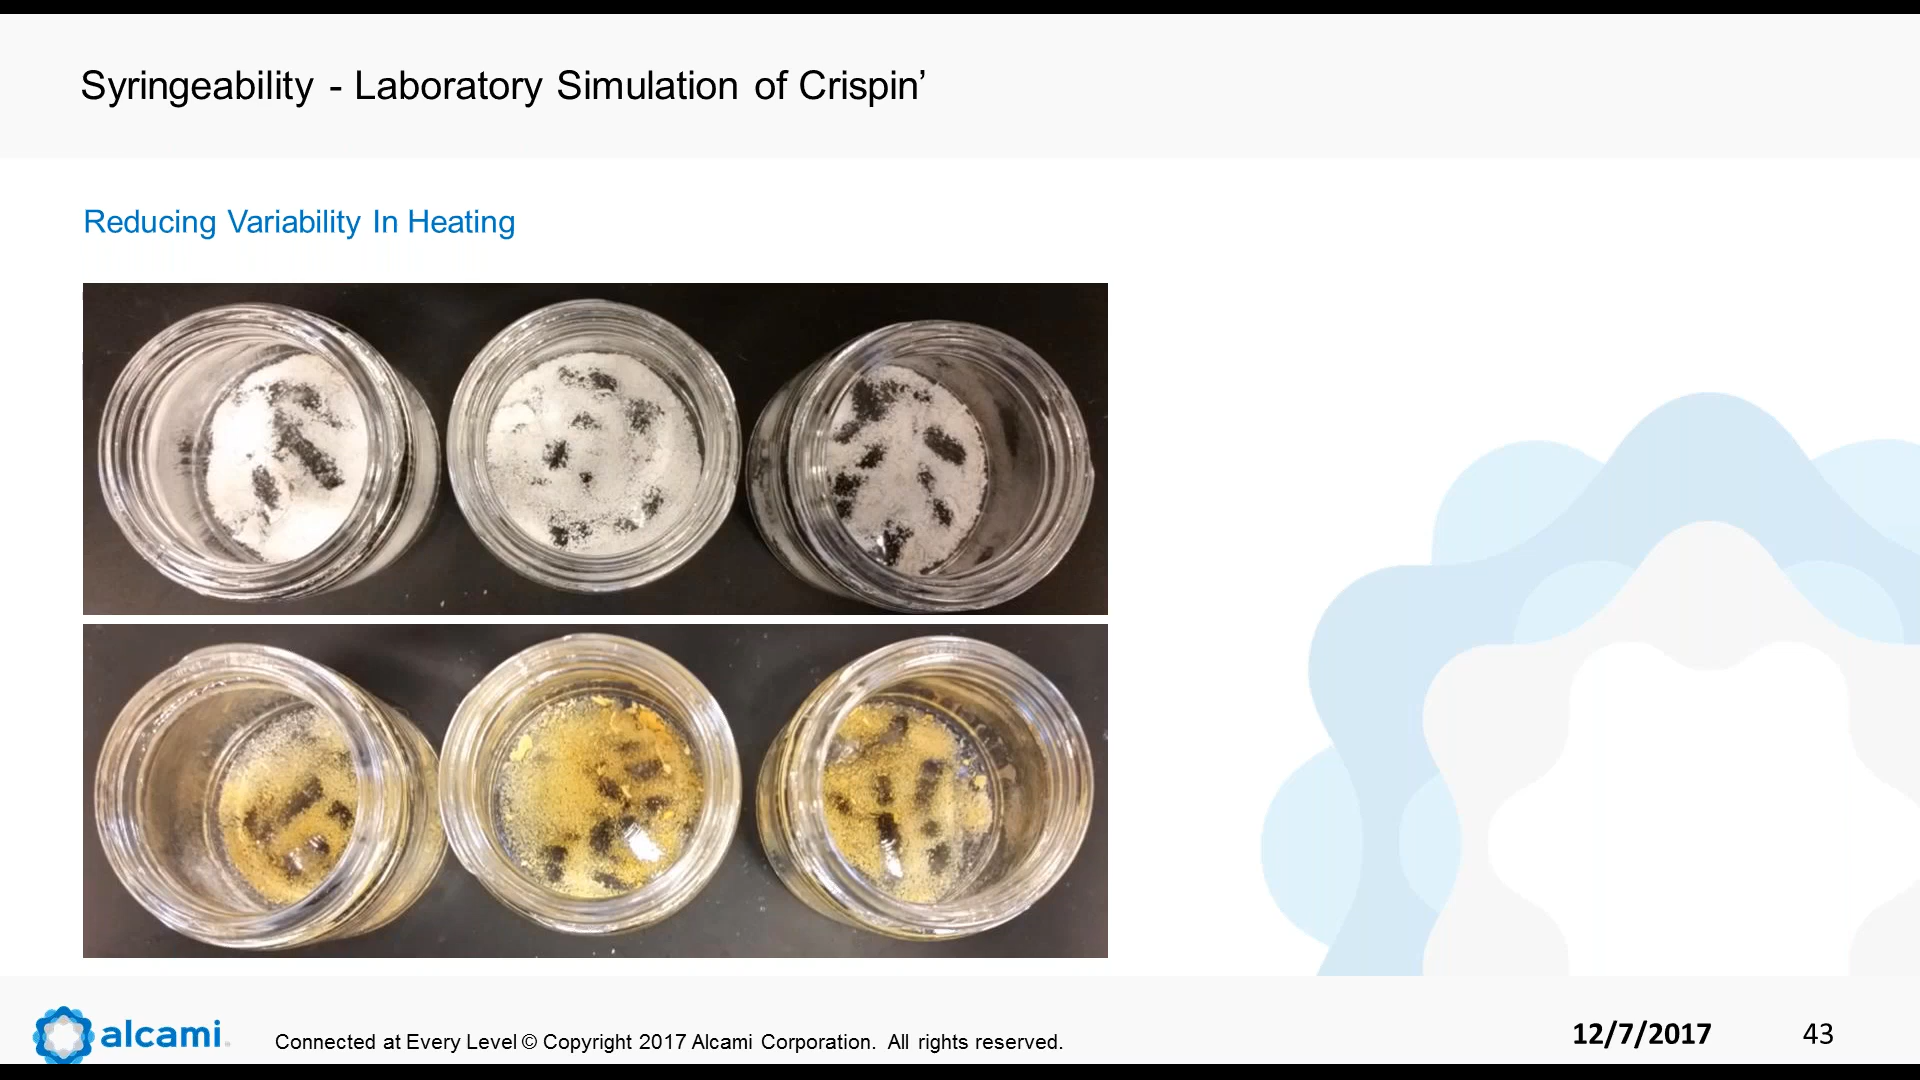 Syringeability - Laboratory Simulation of Crispin’
Reducing Variability In Heating
alcami
Connected at Every Level © Copyright 2017 Alcami Corporation. All rights reserved.
12/7/2017
43